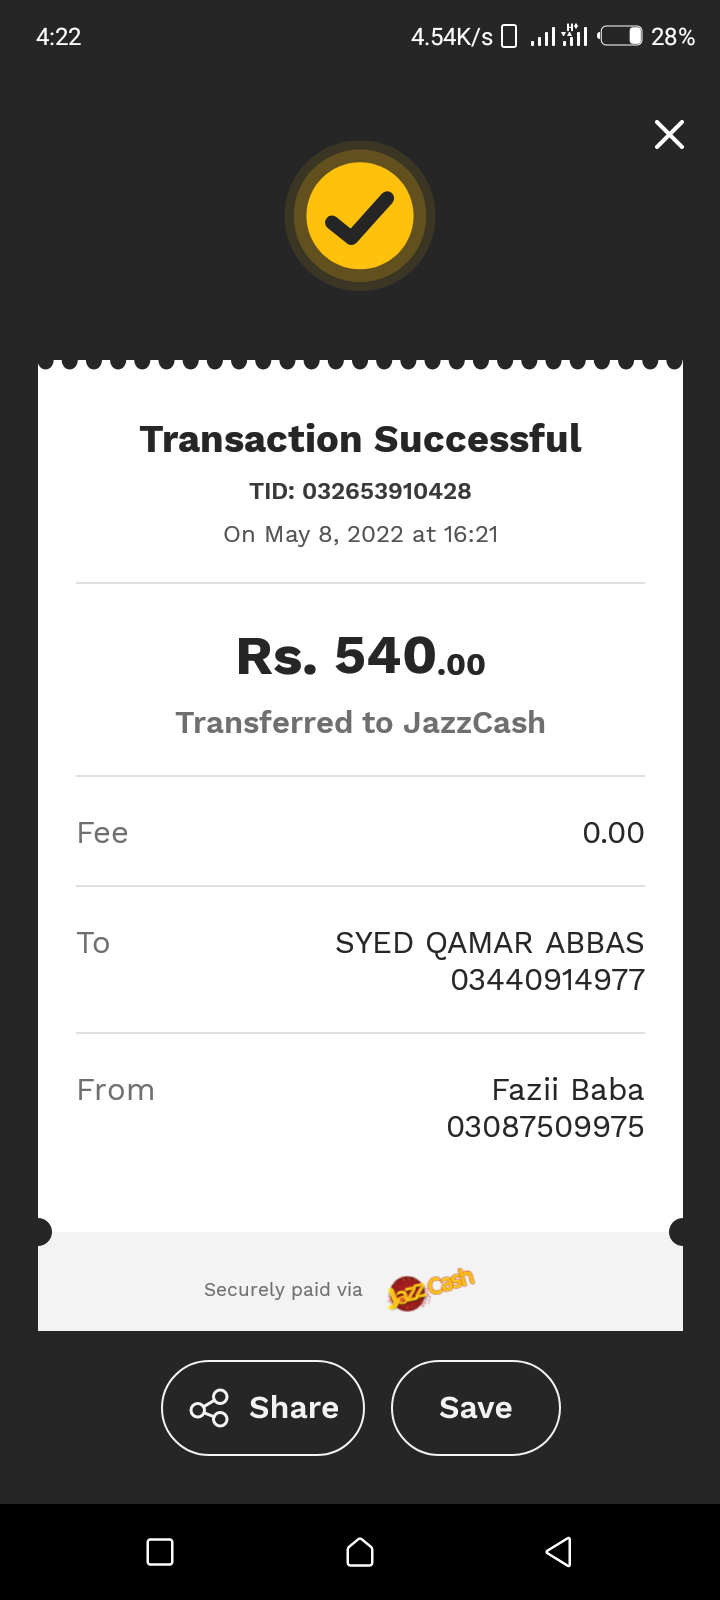 4:22
4.54K/s
H+
28%
Transaction Successful
TID: 032653910428
On May 8, 2022 at 16:21
Rs. 540.00
Transferred to JazzCash
Fee 0.00
To SYED QAMAR ABBAS
03440914977
From Fazii Baba
03087509975
Securely paid via JazzCash
Share Save